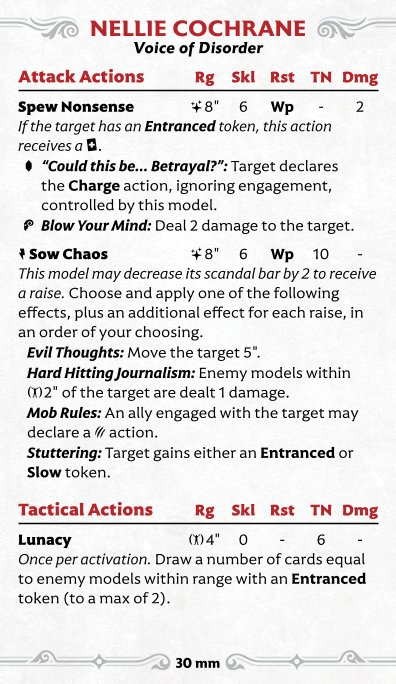 NELLIE COCHRANE
Voice of Disorder
Attack Actions Rg Skl Rst TN Dmg
Spew Nonsense 8" 6 Wp - 2
If the target has an Entranced token, this action
receives a .
"Could this be... Betrayal?": Target declares
the Charge action, ignoring engagement,
controlled by this model.
Blow Your Mind: Deal 2 damage to the target.
Sow Chaos 8" 6 Wp 10 -
This model may decrease its scandal bar by 2 to receive
a raise. Choose and apply one of the following
effects, plus an additional effect for each raise, in
an order of your choosing.
Evil Thoughts: Move the target 5".
Hard Hitting Journalism: Enemy models within
2" of the target are dealt 1 damage.
Mob Rules: An ally engaged with the target may
declare a action.
Stuttering: Target gains either an Entranced or
Slow token.
Tactical Actions Rg Skl Rst TN Dmg
Lunacy 4" 0 - 6 -
Once per activation. Draw a number of cards equal
to enemy models within range with an Entranced
token (to a max of 2).
30 mm